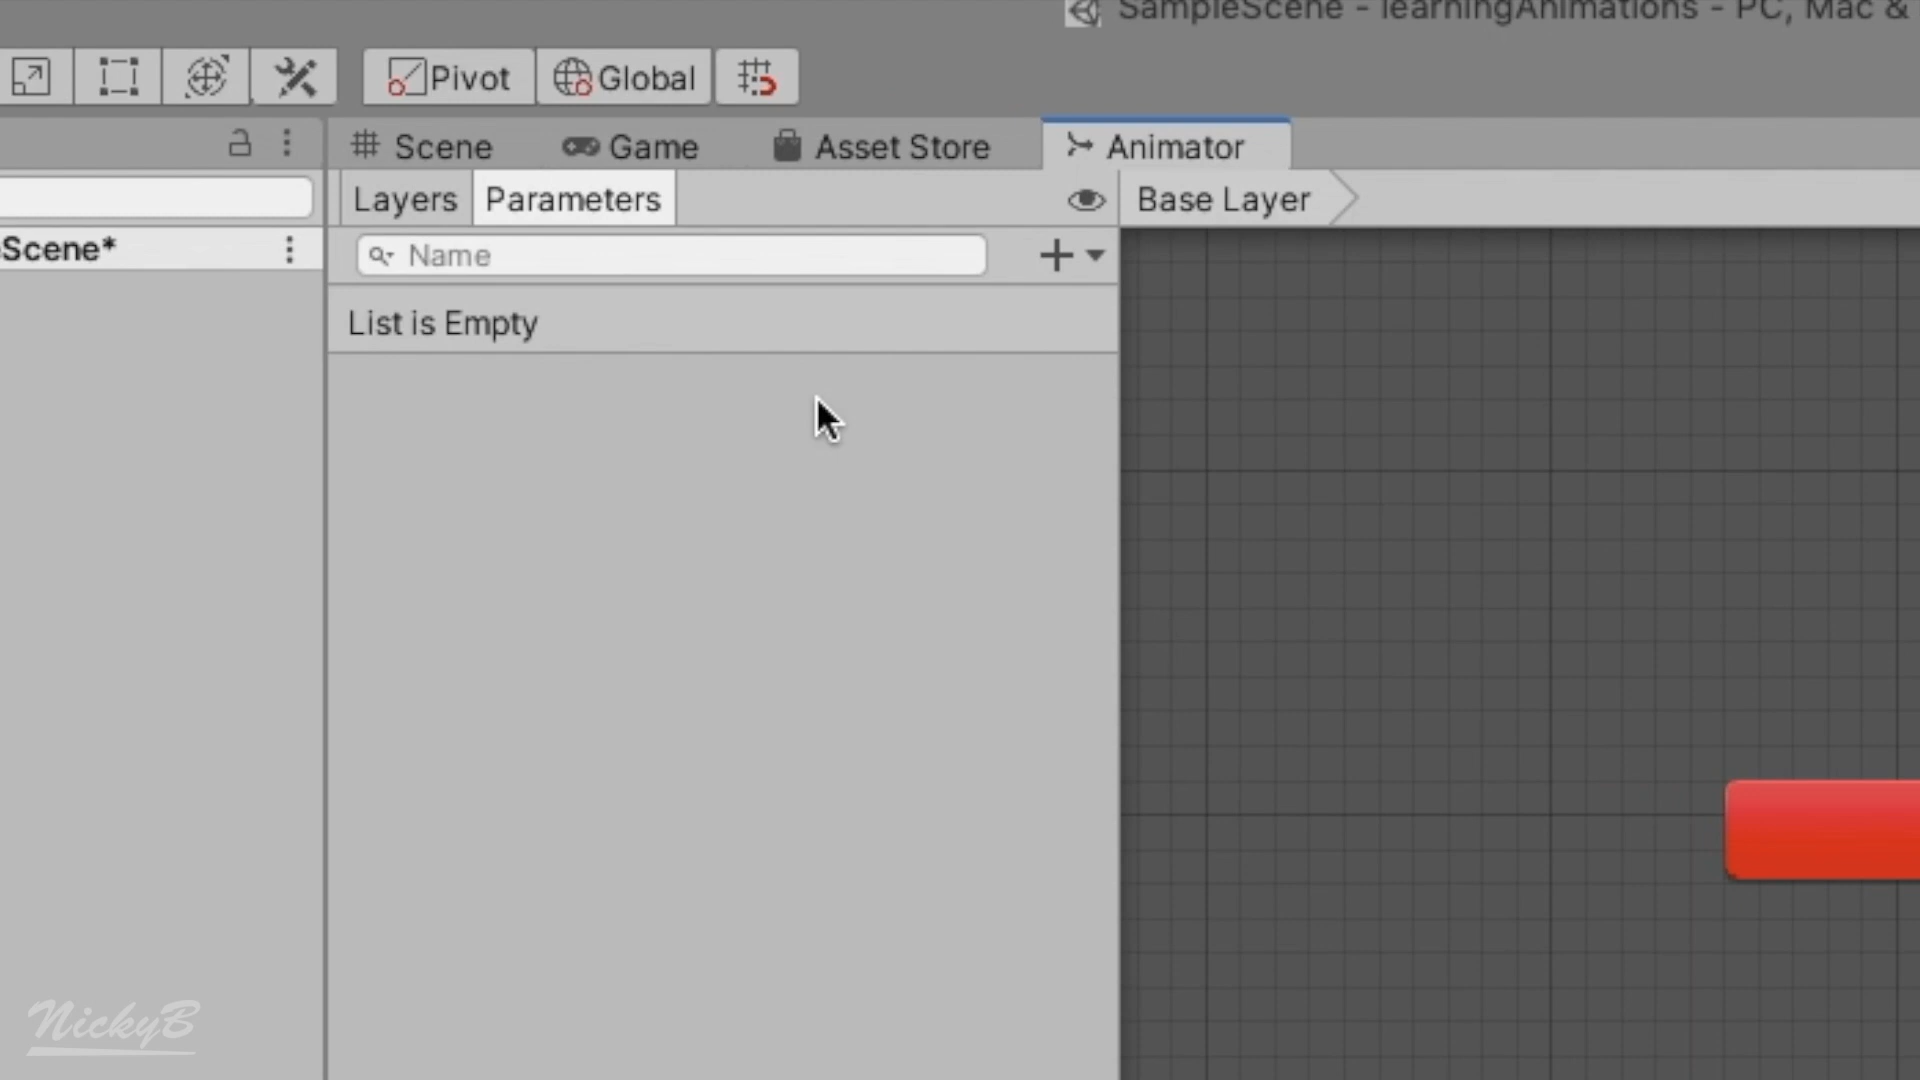 SampleScene - learningAnimations - PC, Mac &
Pivot Global
Scene Game Asset Store Animator
Layers Parameters Base Layer
Scene*
Name
List is Empty
NickyB